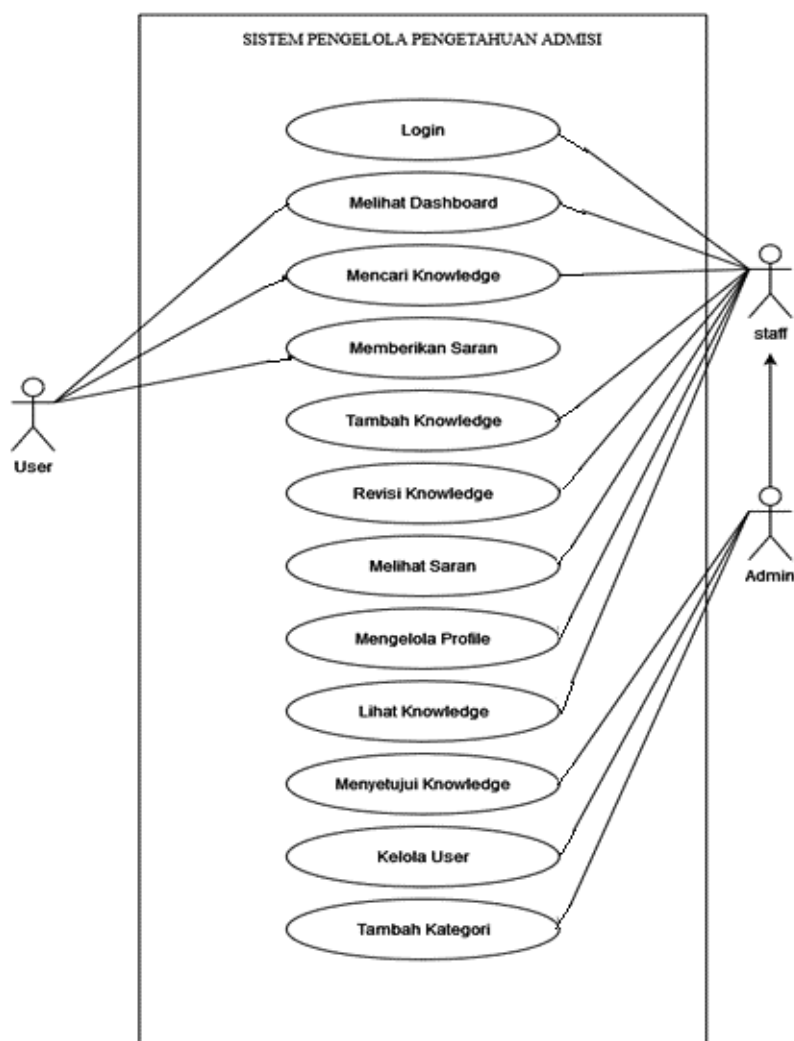 SISTEM PENGELOLA PENGETAHUAN ADMISI
Login
Melihat Dashboard
Mencari Knowledge
Memberikan Saran
Tambah Knowledge
Revisi Knowledge
Melihat Saran
Mengelola Profile
Lihat Knowledge
Menyetujui Knowledge
Kelola User
Tambah Kategori
User
staff
Admin